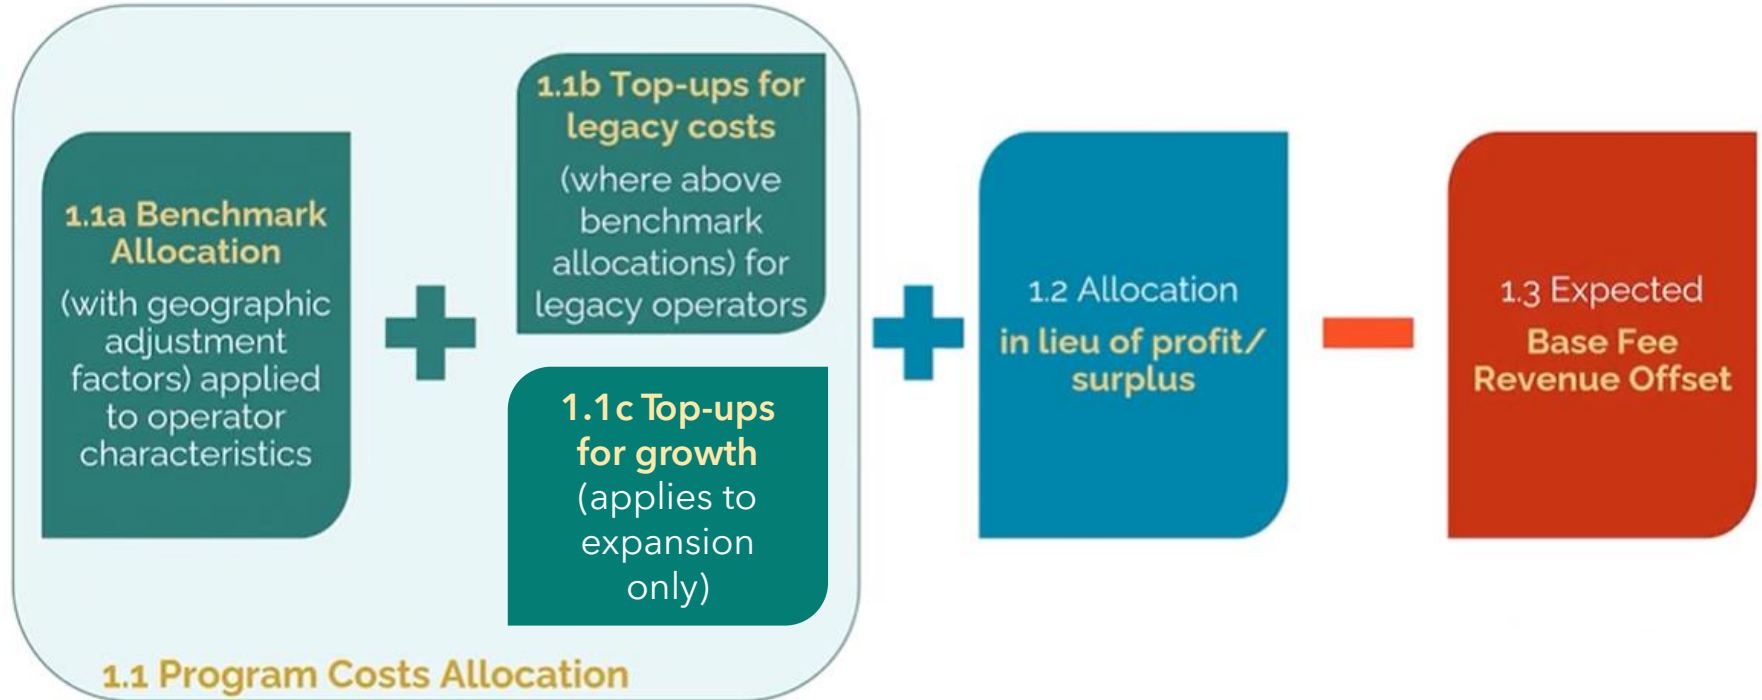 1.1a Benchmark
Allocation
(with geographic
adjustment
factors) applied
to operator
characteristics
1.1b Top-ups for
legacy costs
(where above
benchmark
allocations) for
legacy operators
1.1c Top-ups
for growth
(applies to
expansion
only)
1.1 Program Costs Allocation
1.2 Allocation
in lieu of profit/
surplus
1.3 Expected
Base Fee
Revenue Offset